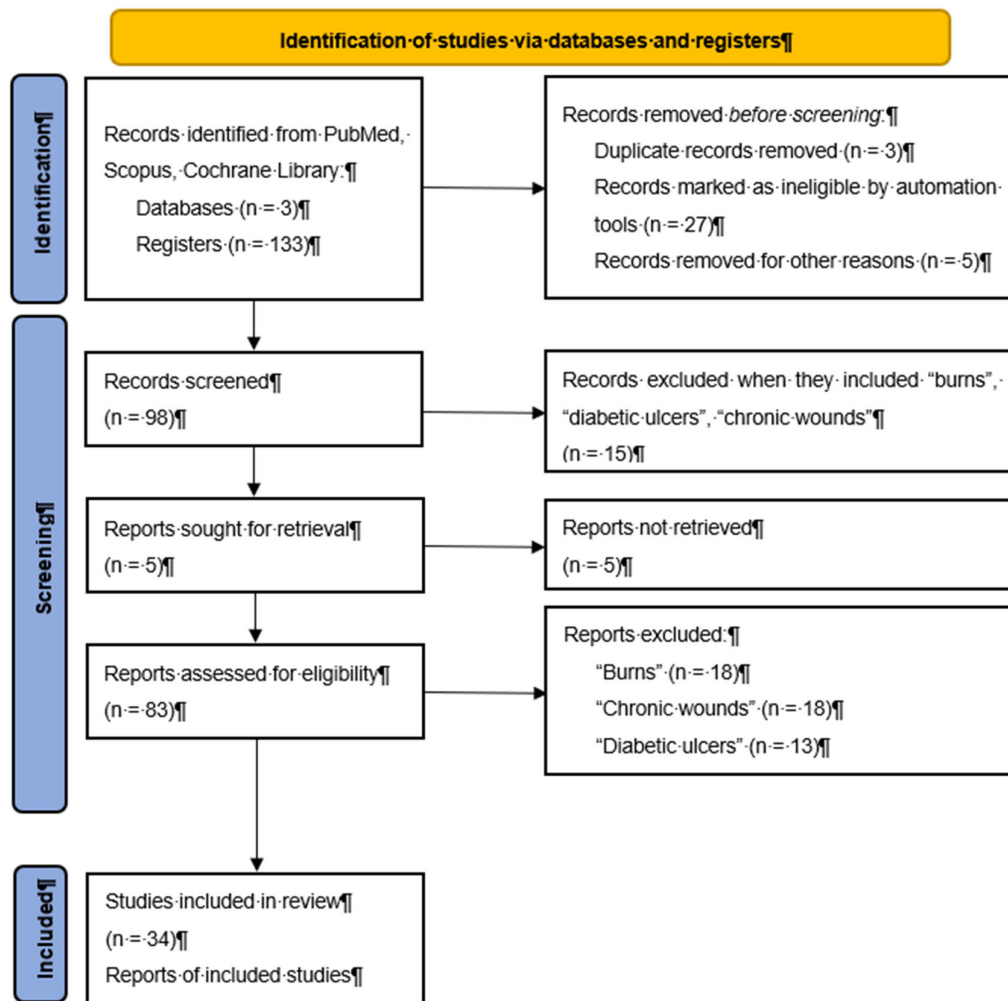 Identification·of·studies·via·databases·and·registers¶
Identification¶
Records·identified·from·PubMed,·
Scopus,·Cochrane·Library:¶
Databases·(n·=·3)¶
Registers·(n·=·133)¶
Records·removed·before·screening:¶
Duplicate·records·removed·(n·=·3)¶
Records·marked·as·ineligible·by·automation·
tools·(n·=·27)¶
Records·removed·for·other·reasons·(n·=·5)¶
Screening¶
Records·screened¶
(n·=·98)¶
Records·excluded·when·they·included·“burns”,·
“diabetic·ulcers”,·“chronic·wounds”¶
(n·=·15)¶
Reports·sought·for·retrieval¶
(n·=·5)¶
Reports·not·retrieved¶
(n·=·5)¶
Reports·assessed·for·eligibility¶
(n·=·83)¶
Reports·excluded:¶
“Burns”·(n·=·18)¶
“Chronic·wounds”·(n·=·18)¶
“Diabetic·ulcers”·(n·=·13)¶
Included¶
Studies·included·in·review¶
(n·=·34)¶
Reports·of·included·studies¶